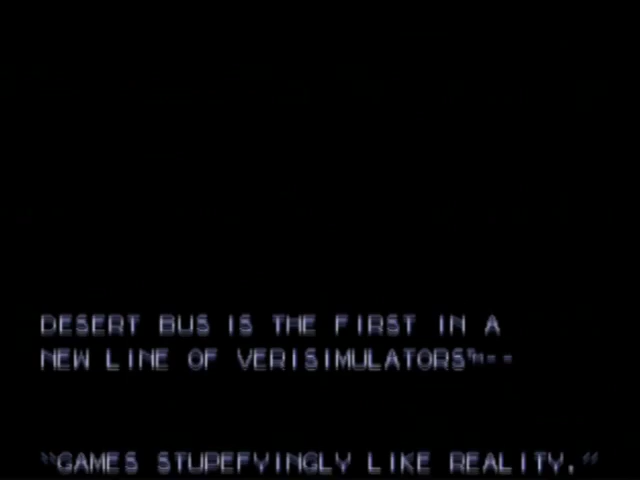 DESERT BUS IS THE FIRST IN A
NEW LINE OF VERISIMULATORS™--
"GAMES STUPEFYINGLY LIKE REALITY."